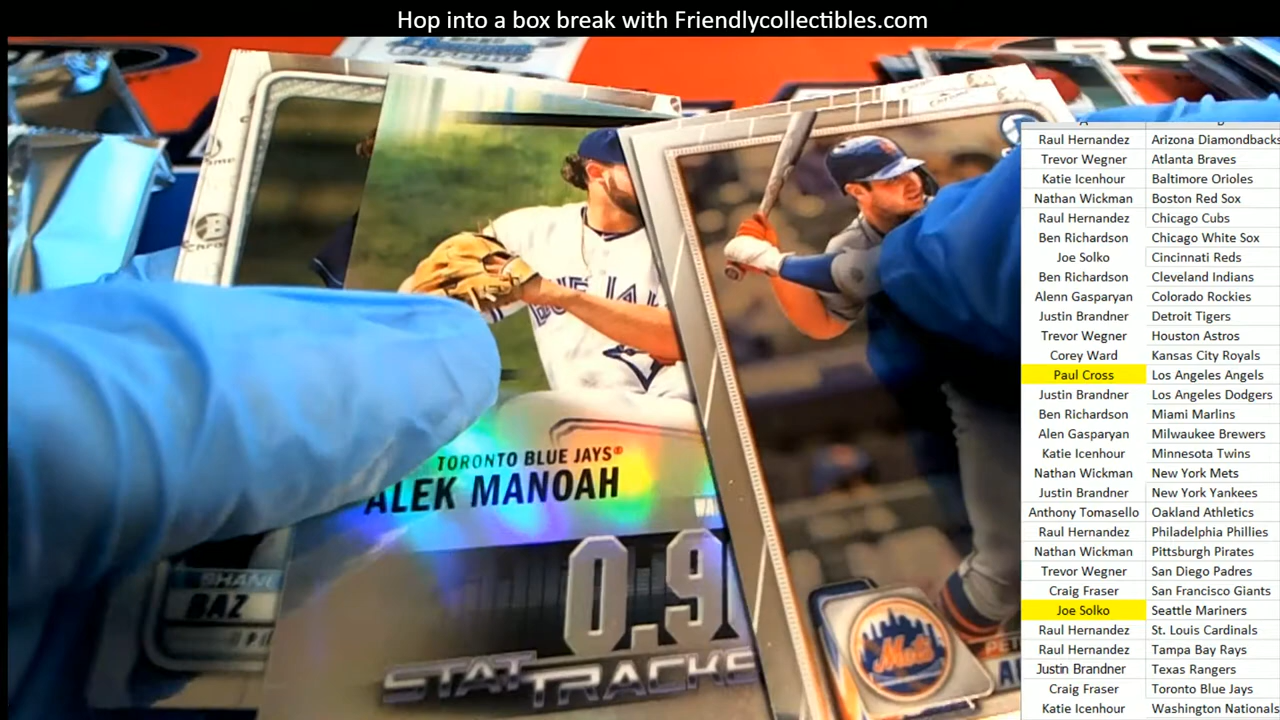 Hop into a box break with Friendlycollectibles.com
Raul Hernandez Arizona Diamondbacks
Trevor Wegner Atlanta Braves
Katie Icenhour Baltimore Orioles
Nathan Wickman Boston Red Sox
Raul Hernandez Chicago Cubs
Ben Richardson Chicago White Sox
Joe Solko Cincinnati Reds
Ben Richardson Cleveland Indians
Alenn Gasparyan Colorado Rockies
Justin Brandner Detroit Tigers
Trevor Wegner Houston Astros
Corey Ward Kansas City Royals
Paul Cross Los Angeles Angels
Justin Brandner Los Angeles Dodgers
Ben Richardson Miami Marlins
Alen Gasparyan Milwaukee Brewers
Katie Icenhour Minnesota Twins
Nathan Wickman New York Mets
Justin Brandner New York Yankees
Anthony Tomasello Oakland Athletics
Raul Hernandez Philadelphia Phillies
Nathan Wickman Pittsburgh Pirates
Trevor Wegner San Diego Padres
Craig Fraser San Francisco Giants
Joe Solko Seattle Mariners
Raul Hernandez St. Louis Cardinals
Raul Hernandez Tampa Bay Rays
Justin Brandner Texas Rangers
Craig Fraser Toronto Blue Jays
Katie Icenhour Washington Nationals
TORONTO BLUE JAYS®
ALEK MANOAH
0.9
STAT TRACKS
SHANE
BAZ
Mets